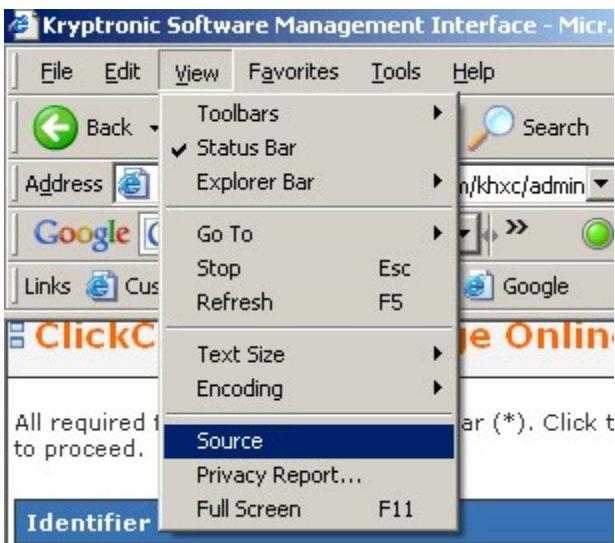 Kryptronic Software Management Interface - Micr.
File Edit View Favorites Tools Help
Back Search
Toolbars
Status Bar
Address n/khxc/admin
Explorer Bar
Google
Go To
Stop Esc
Links Cus Google
Refresh F5
ClickC ge Onlin
Text Size
Encoding
All required ar (*). Click t
to proceed.
Source
Privacy Report...
Full Screen F11
Identifier